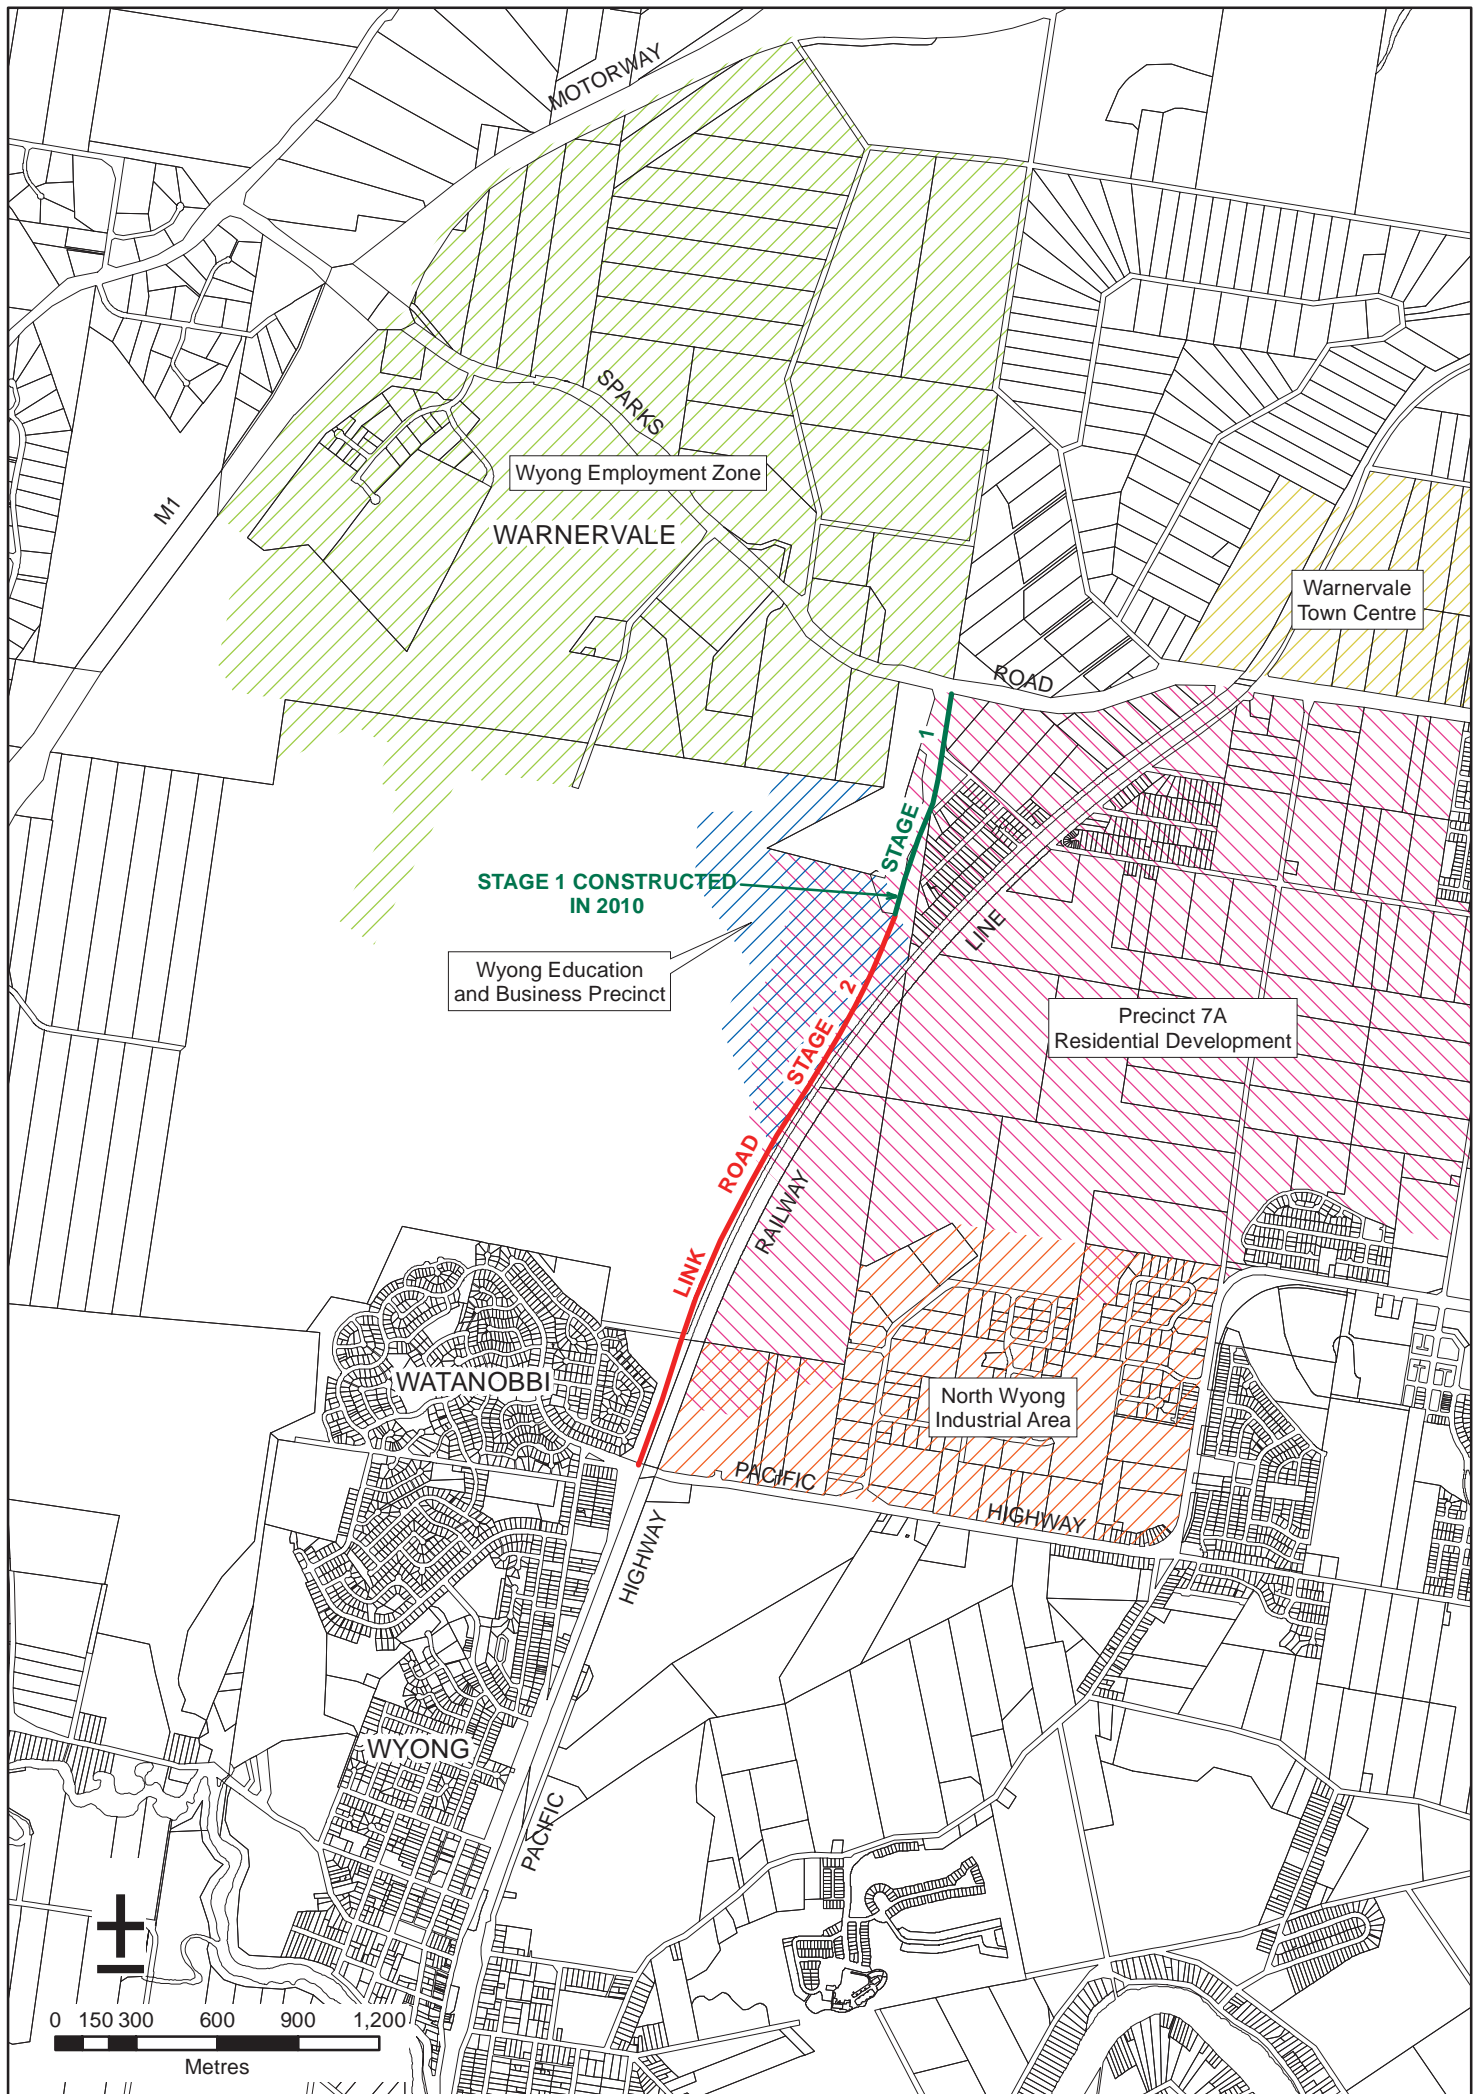 MOTORWAY
SPARKS
Wyong Employment Zone
M1
WARNERVALE
Warnervale
Town Centre
ROAD
STAGE 1
STAGE 1 CONSTRUCTED
IN 2010
LINE
Wyong Education
and Business Precinct
STAGE 2
Precinct 7A
Residential Development
ROAD
RAILWAY
LINK
WATANOBBI
North Wyong
Industrial Area
PACIFIC
HIGHWAY
HIGHWAY
WYONG
PACIFIC
±
0 150 300 600 900 1,200
Metres